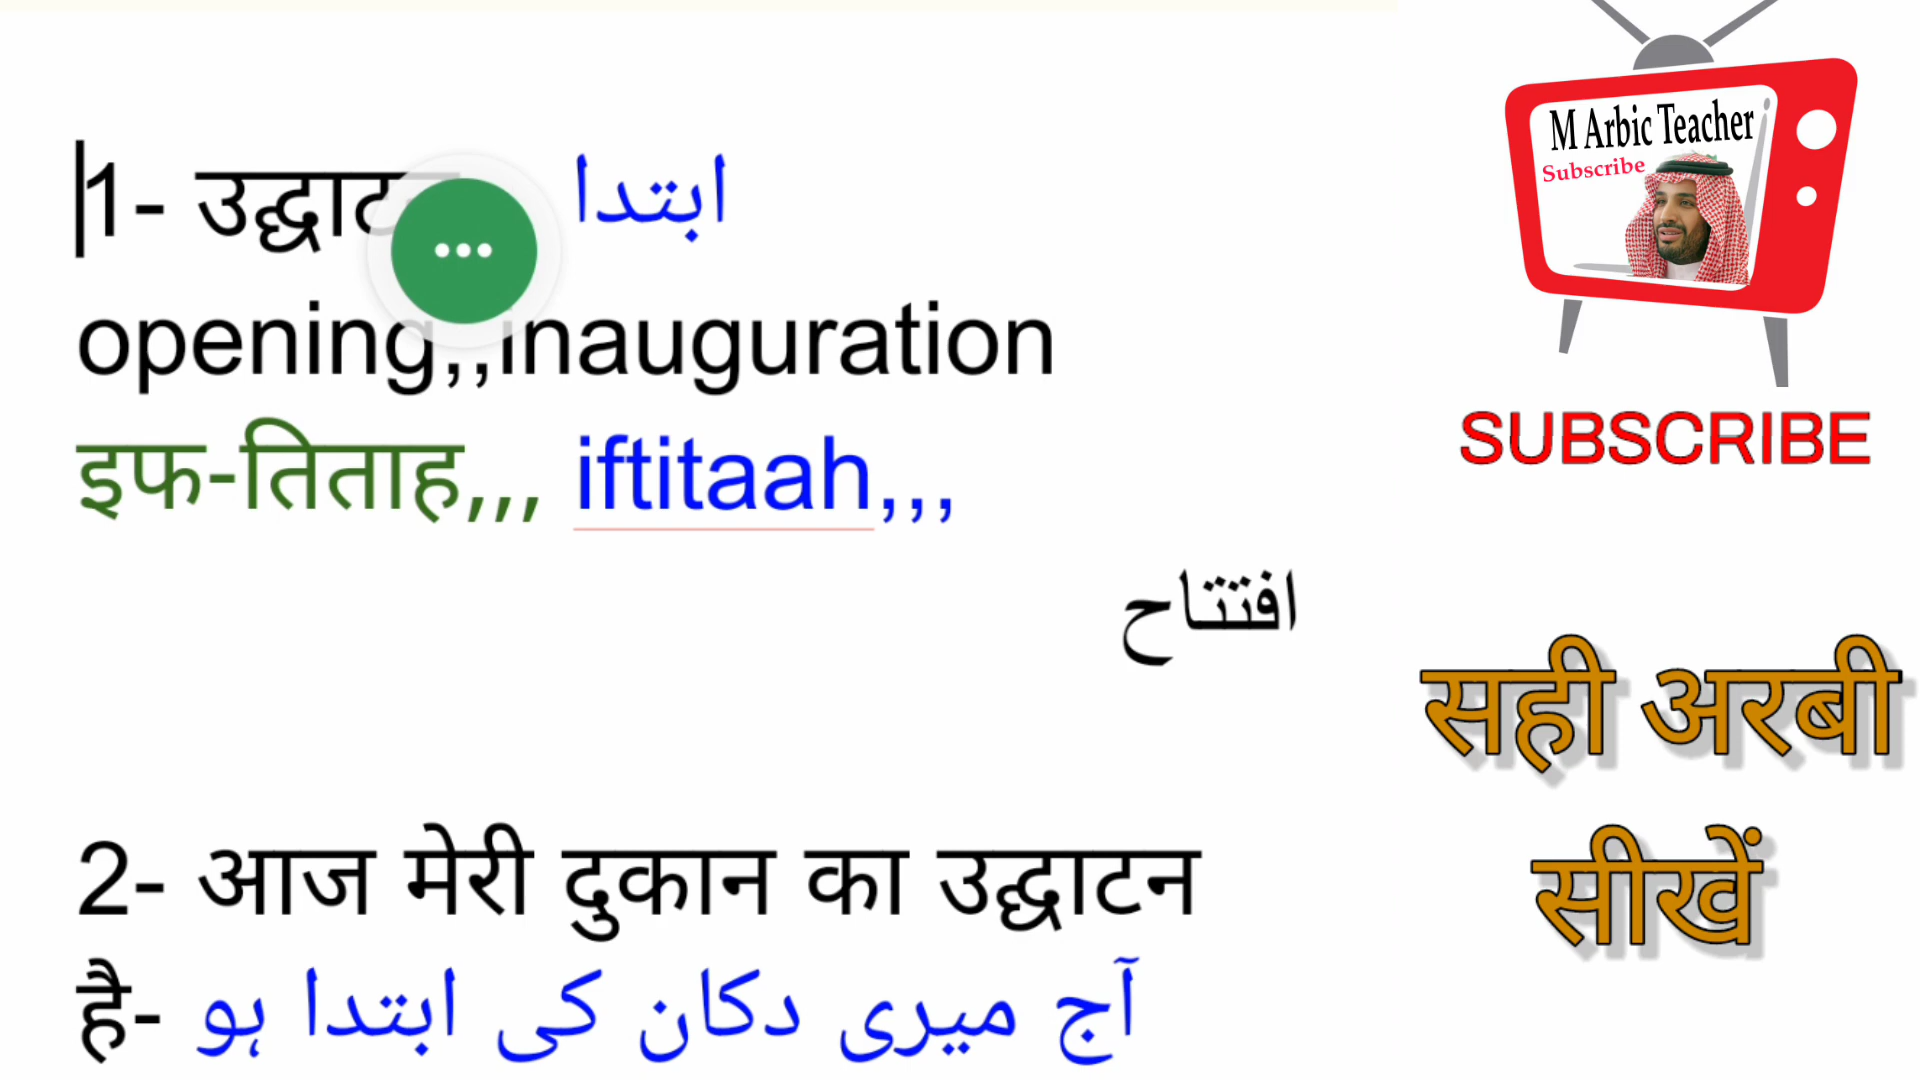 1- ابتدا
opening,,inauguration
इफ-तिताह,,, iftitaah,,,
افتتاح
2- आज मेरी दुकान का उद्घाटन
है- آج میری دکان کی ابتدا ہو
M Arbic Teacher
Subscribe
SUBSCRIBE
सही अरबी
सीखें